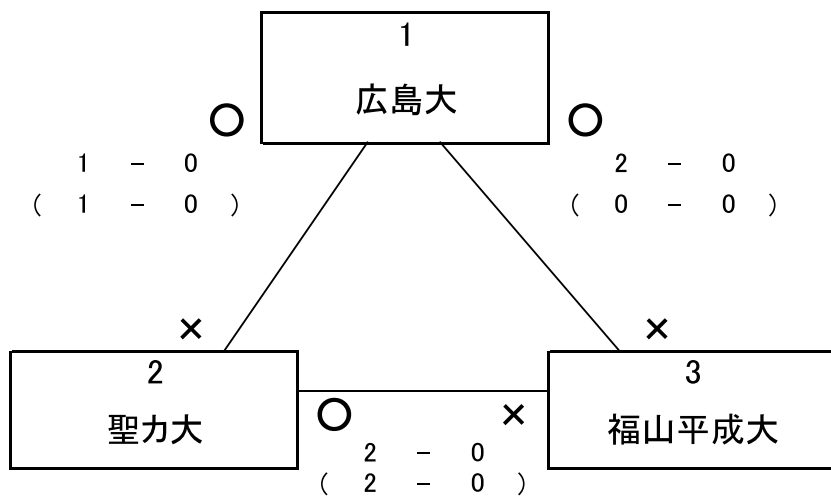 1
広島大
○ ○
1 - 0
( 1 - 0 )
2 - 0
( 0 - 0 )
× ×
2
聖カ大
3
福山平成大
○ ×
2 - 0
( 2 - 0 )